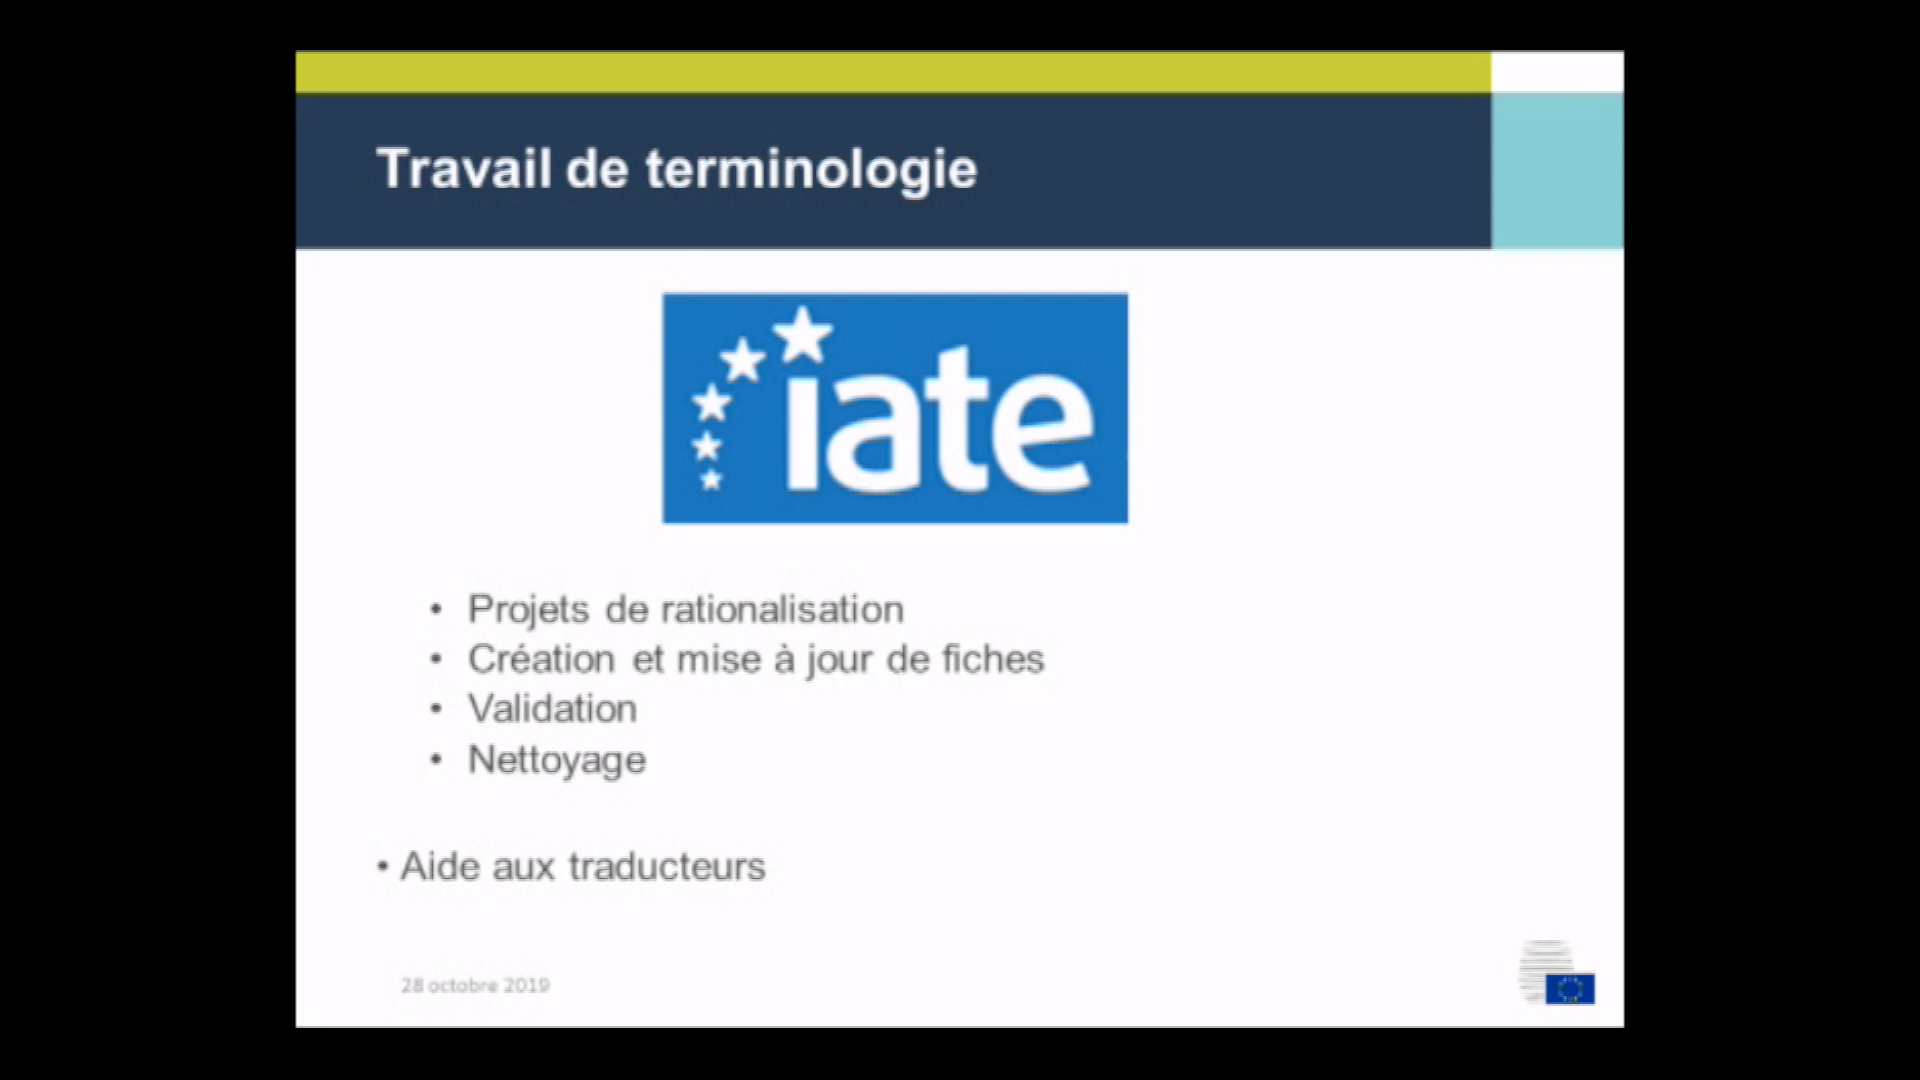 Travail de terminologie
iate
• Projets de rationalisation
• Création et mise à jour de fiches
• Validation
• Nettoyage
• Aide aux traducteurs
28 octobre 2019